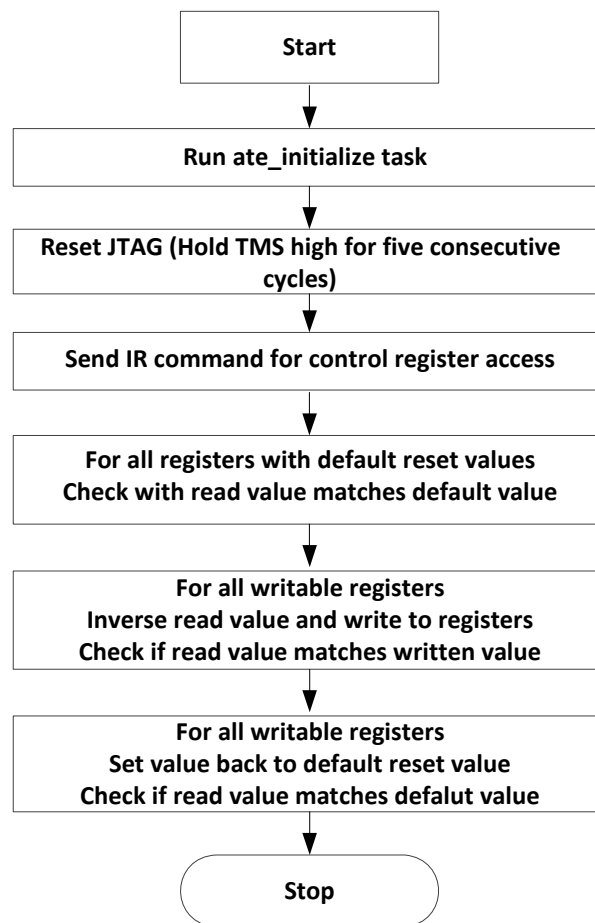 Start
Run ate_initialize task
Reset JTAG (Hold TMS high for five consecutive
cycles)
Send IR command for control register access
For all registers with default reset values
Check with read value matches default value
For all writable registers
Inverse read value and write to registers
Check if read value matches written value
For all writable registers
Set value back to default reset value
Check if read value matches defalut value
Stop